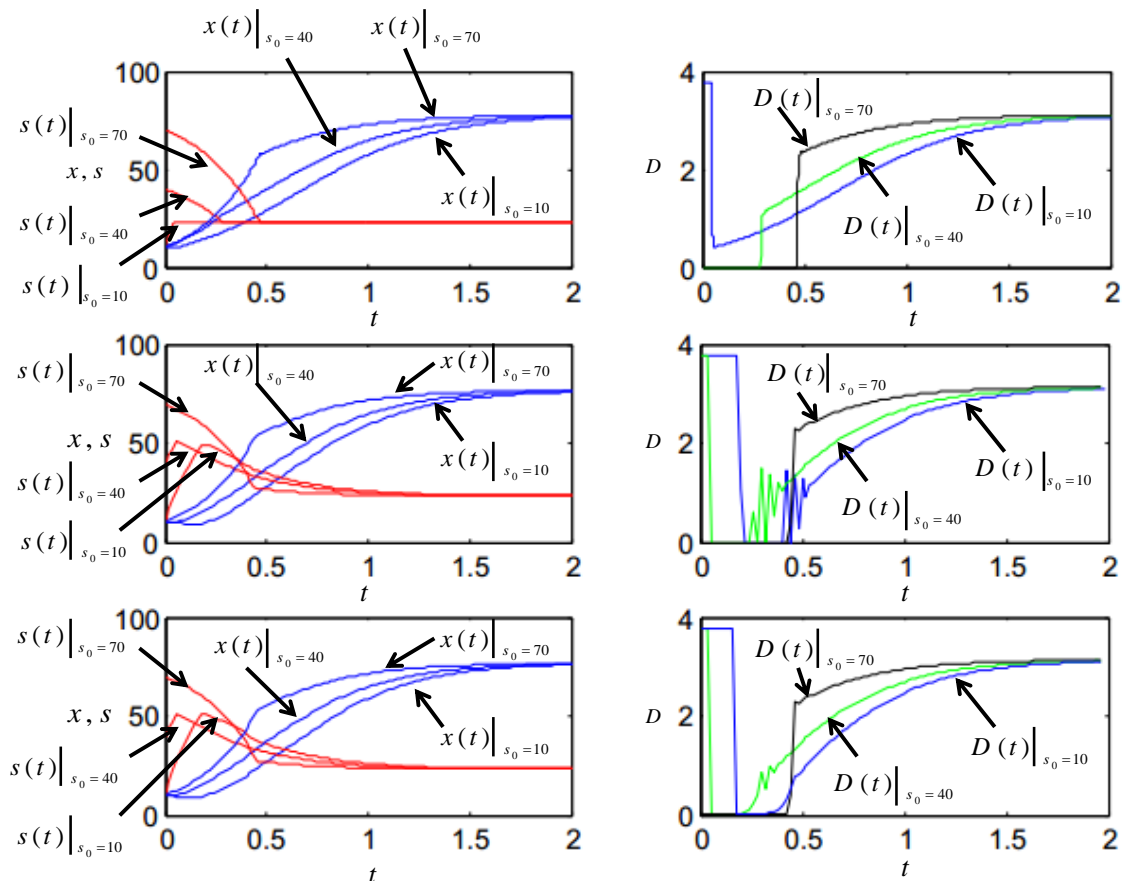 x(t)|s₀=40
x(t)|s₀=70
100
s(t)|s₀=70
x, s
50
s(t)|s₀=40
x(t)|s₀=10
0
s(t)|s₀=10
0 0.5 1 1.5 2
t
4
D(t)|s₀=70
D
2
D(t)|s₀=10
D(t)|s₀=40
0
0 0.5 1 1.5 2
t
100
s(t)|s₀=70
x(t)|s₀=40
x(t)|s₀=70
x, s
50
s(t)|s₀=40
x(t)|s₀=10
s(t)|s₀=10
0
0 0.5 1 1.5 2
t
4
D(t)|s₀=70
D
2
D(t)|s₀=10
D(t)|s₀=40
0
0 0.5 1 1.5 2
t
100
s(t)|s₀=70
x(t)|s₀=40
x(t)|s₀=70
x, s
50
x(t)|s₀=10
s(t)|s₀=40
0
s(t)|s₀=10
0 0.5 1 1.5 2
t
4
D(t)|s₀=70
D
2
D(t)|s₀=10
D(t)|s₀=40
0
0 0.5 1 1.5 2
t